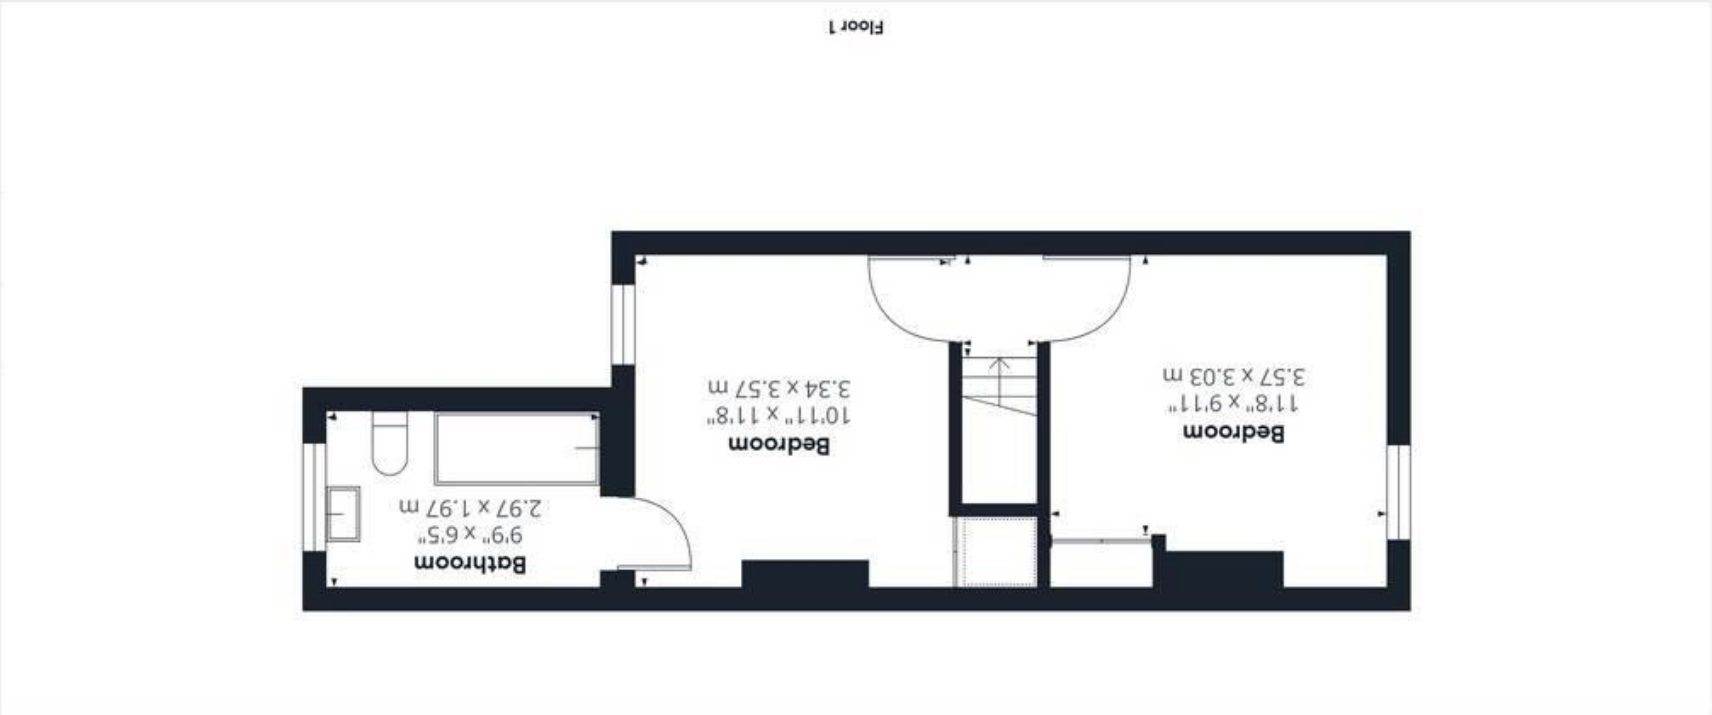 Bathroom
9'9" x 6'5"
2.97 x 1.97 m
Bedroom
10'11" x 11'8"
3.34 x 3.57 m
Bedroom
11'8" x 9'11"
3.57 x 3.03 m
Floor 1